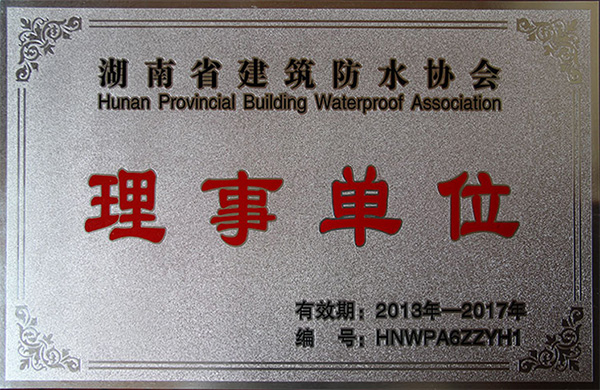 湖南省建筑防水协会
Hunan Provincial Building Waterproof Association
理事单位
有效期：2013年—2017年
编 号：HNWPA6ZZYH1